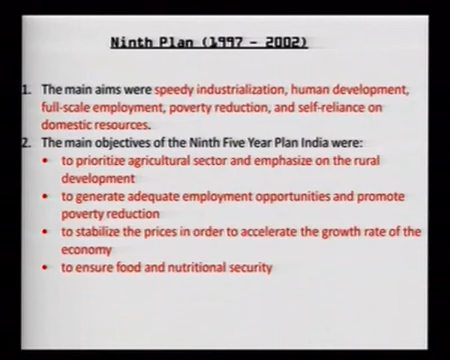 Ninth Plan (1997 - 2002)
1. The main aims were speedy industrialization, human development,
full-scale employment, poverty reduction, and self-reliance on
domestic resources.
2. The main objectives of the Ninth Five Year Plan India were:
• to prioritize agricultural sector and emphasize on the rural
development
• to generate adequate employment opportunities and promote
poverty reduction
• to stabilize the prices in order to accelerate the growth rate of the
economy
• to ensure food and nutritional security